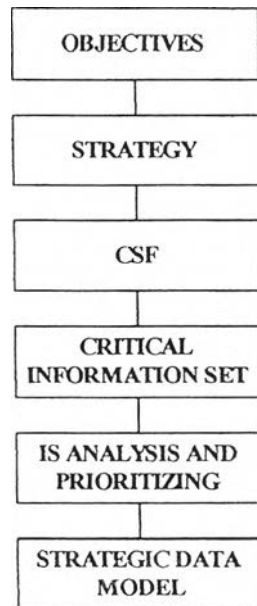 OBJECTIVES
STRATEGY
CSF
CRITICAL
INFORMATION SET
IS ANALYSIS AND
PRIORITIZING
STRATEGIC DATA
MODEL